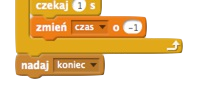 czekaj 1 s
zmień czas o -1
nadaj koniec